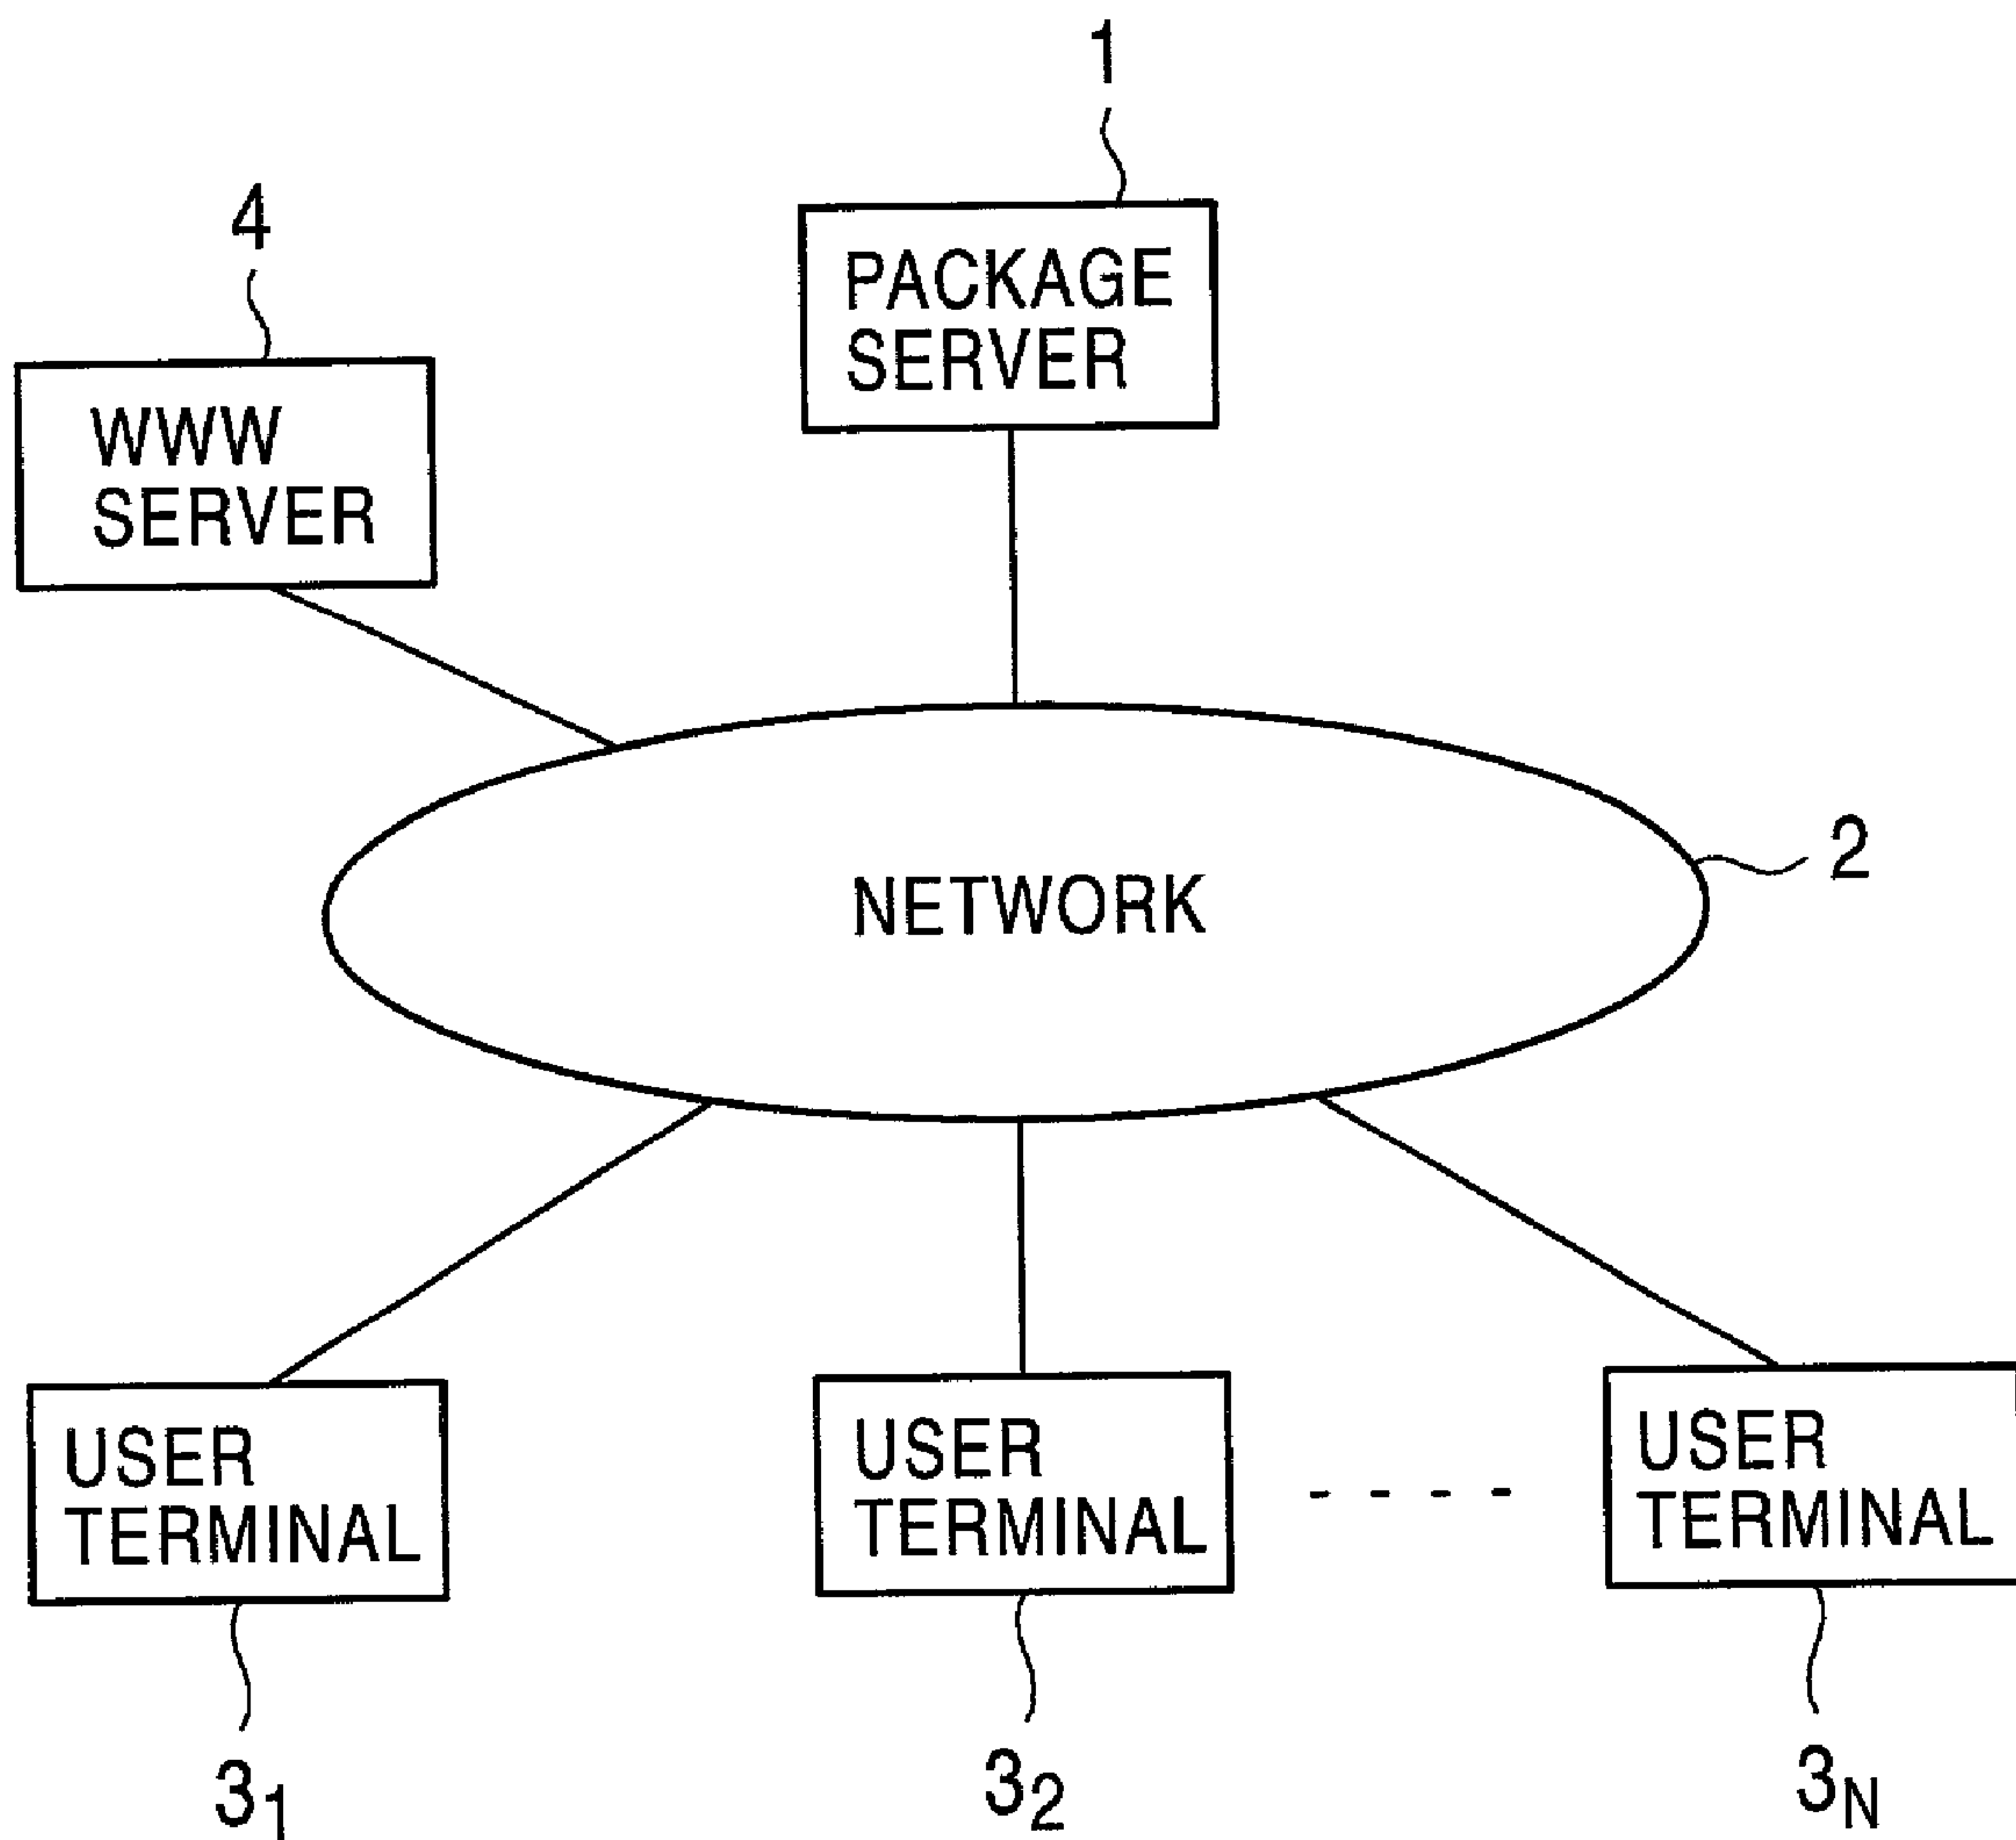 1
4
PACKAGE
SERVER
WWW
SERVER
2
NETWORK
USER
TERMINAL
USER
TERMINAL
- - - -
USER
TERMINAL
3₁
3₂
3N